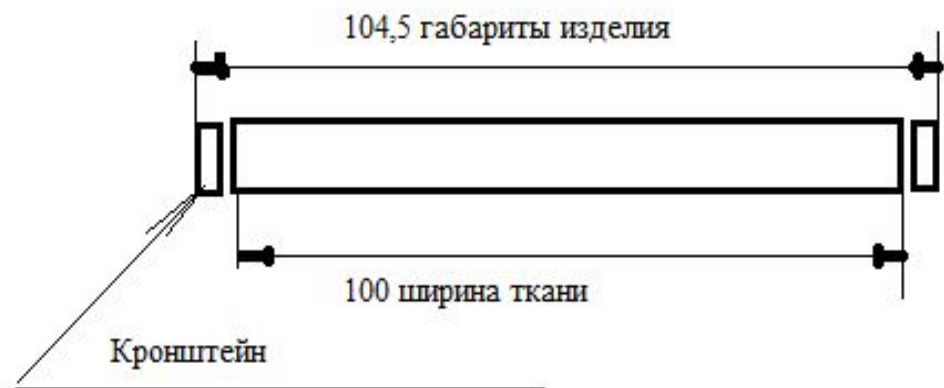 104,5 габариты изделия
100 ширина ткани
Кронштейн